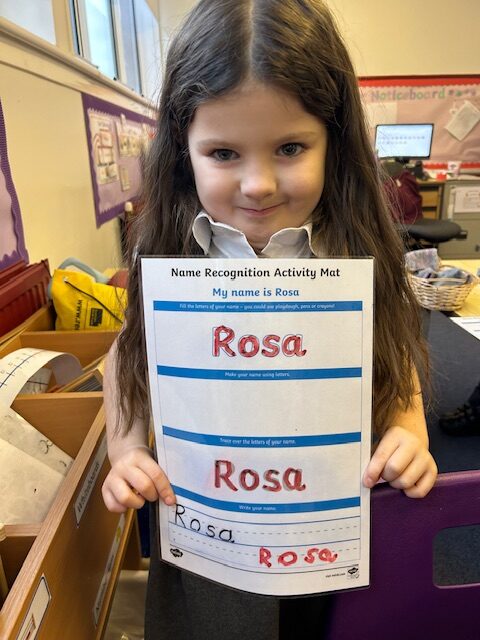 Noticeboard
Name Recognition Activity Mat
My name is Rosa
Fill the letters of your name - you could use playdough, pens or crayons!
Rosa
Make your name using letters.
Trace over the letters of your name.
Rosa
Write your name.
Rosa
Rosa